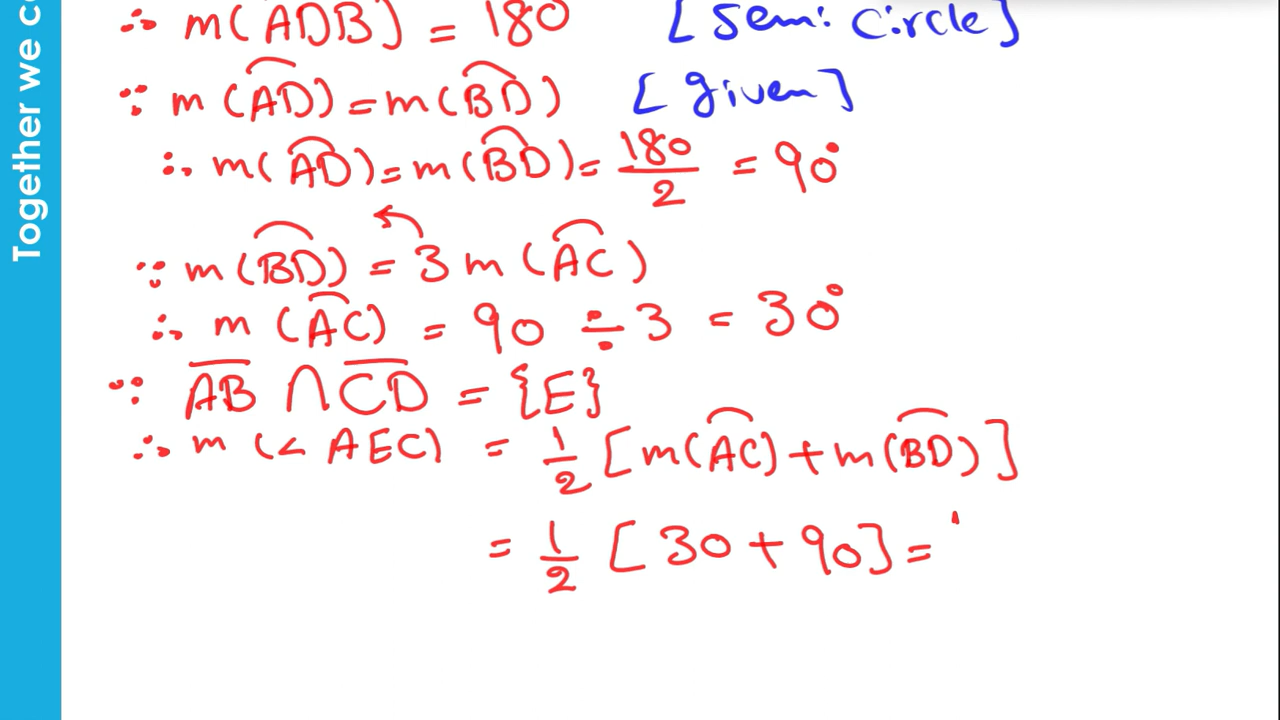 Together we c
∴ m(ADB) = 180 [Semi Circle]
∵ m(AD) = m(BD) [given]
∴ m(AD) = m(BD) = 180/2 = 90°
∵ m(BD) = 3 m(AC)
∴ m(AC) = 90 ÷ 3 = 30°
∵ AB ∩ CD = {E}
∴ m(∠AEC) = 1/2 [m(AC) + m(BD)]
= 1/2 [30 + 90] =